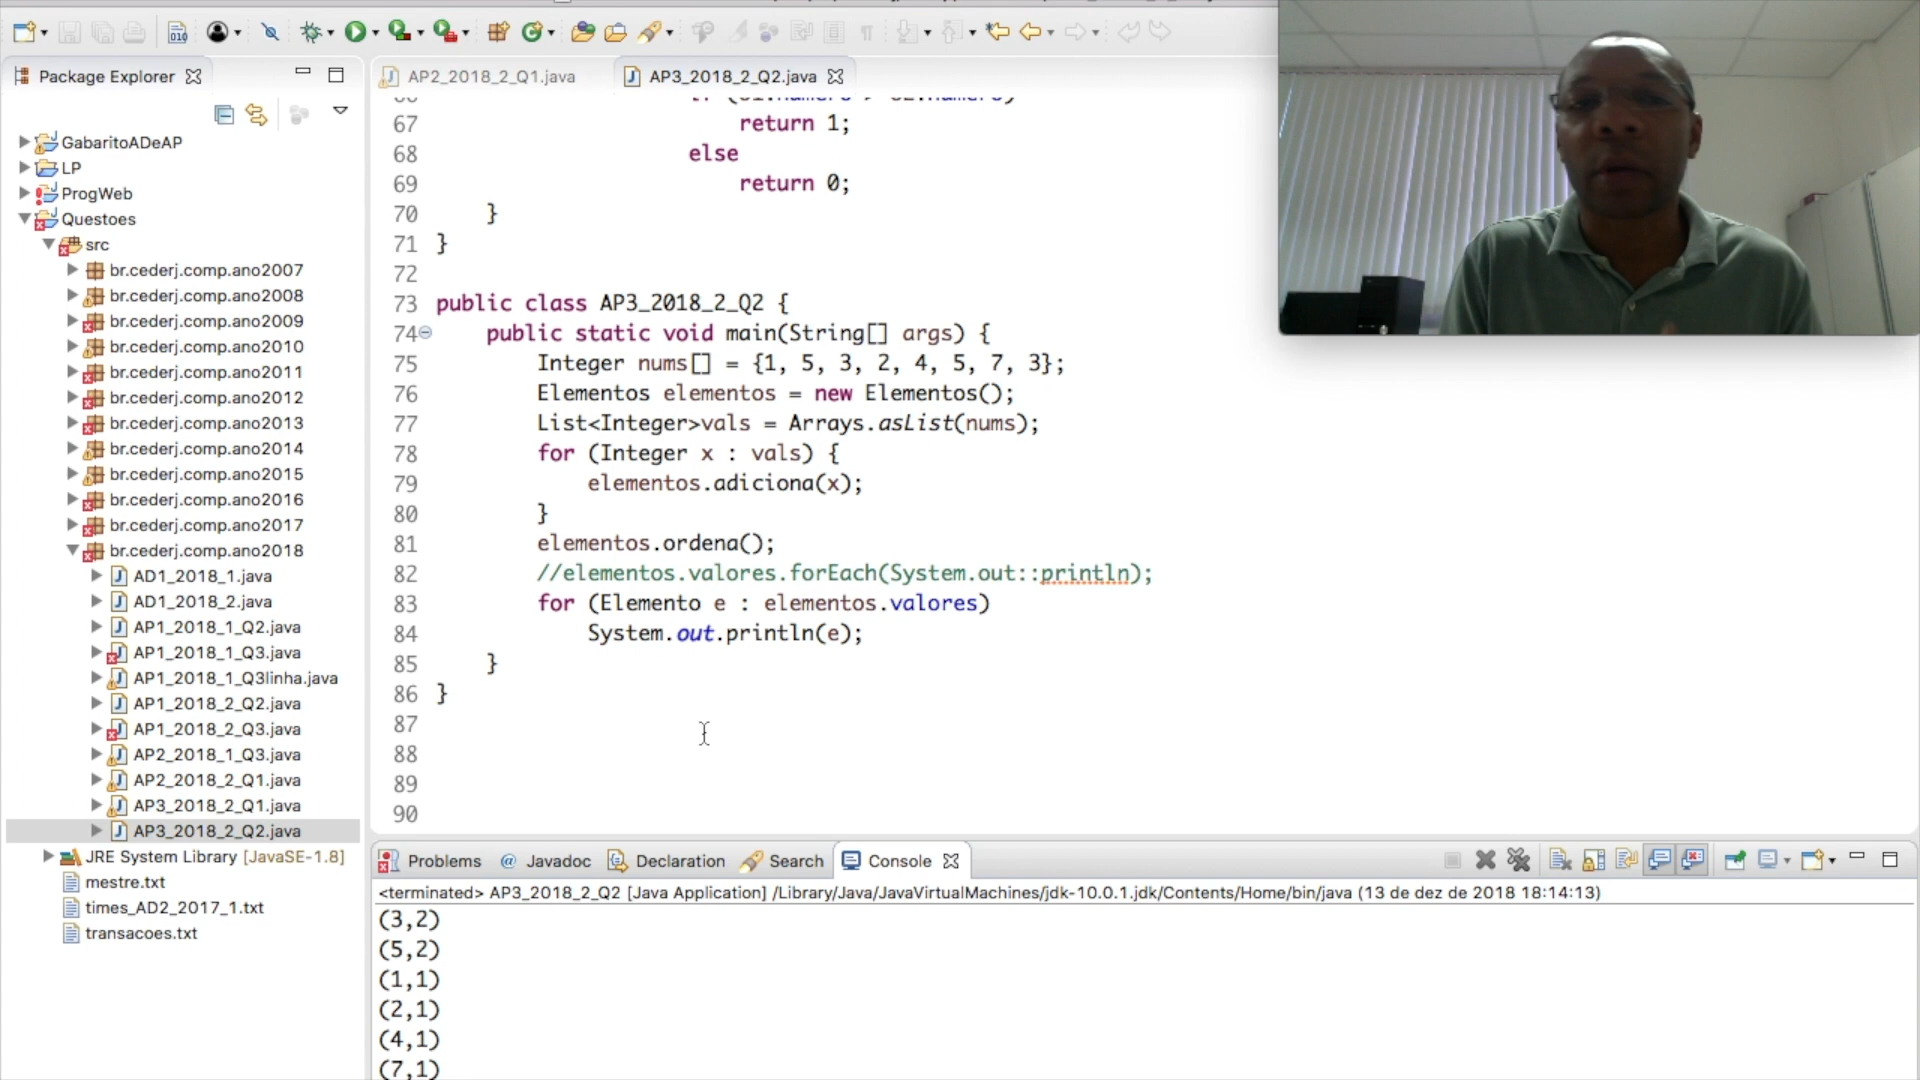 Package Explorer
AP2_2018_2_Q1.java
AP3_2018_2_Q2.java
GabaritoADeAP
LP
ProgWeb
Questoes
src
br.cederj.comp.ano2007
br.cederj.comp.ano2008
br.cederj.comp.ano2009
br.cederj.comp.ano2010
br.cederj.comp.ano2011
br.cederj.comp.ano2012
br.cederj.comp.ano2013
br.cederj.comp.ano2014
br.cederj.comp.ano2015
br.cederj.comp.ano2016
br.cederj.comp.ano2017
br.cederj.comp.ano2018
AD1_2018_1.java
AD1_2018_2.java
AP1_2018_1_Q2.java
AP1_2018_1_Q3.java
AP1_2018_1_Q3linha.java
AP1_2018_2_Q2.java
AP1_2018_2_Q3.java
AP2_2018_1_Q3.java
AP2_2018_2_Q1.java
AP3_2018_2_Q1.java
AP3_2018_2_Q2.java
JRE System Library [JavaSE-1.8]
mestre.txt
times_AD2_2017_1.txt
transacoes.txt
67 return 1;
68 else
69 return 0;
70 }
71 }
72
73 public class AP3_2018_2_Q2 {
74 public static void main(String[] args) {
75 Integer nums[] = {1, 5, 3, 2, 4, 5, 7, 3};
76 Elementos elementos = new Elementos();
77 List<Integer>vals = Arrays.asList(nums);
78 for (Integer x : vals) {
79 elementos.adiciona(x);
80 }
81 elementos.ordena();
82 //elementos.valores.forEach(System.out::println);
83 for (Elemento e : elementos.valores)
84 System.out.println(e);
85 }
86 }
87
88
89
90
Problems @ Javadoc Declaration Search Console
<terminated> AP3_2018_2_Q2 [Java Application] /Library/Java/JavaVirtualMachines/jdk-10.0.1.jdk/Contents/Home/bin/java (13 de dez de 2018 18:14:13)
(3,2)
(5,2)
(1,1)
(2,1)
(4,1)
(7,1)